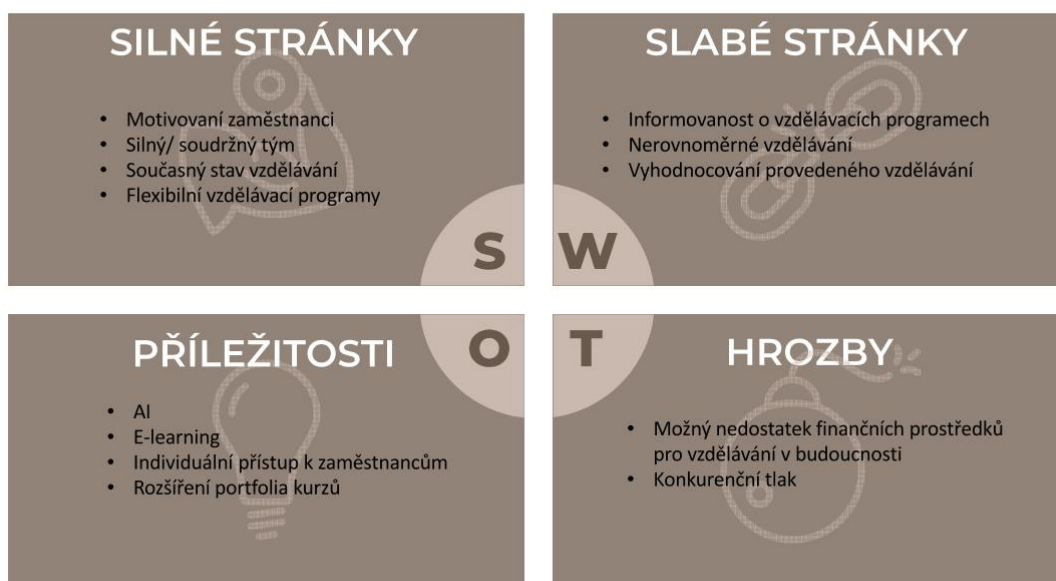 SILNÉ STRÁNKY
• Motivovaní zaměstnanci
• Silný/ soudržný tým
• Současný stav vzdělávání
• Flexibilní vzdělávací programy
S
SLABÉ STRÁNKY
• Informovanost o vzdělávacích programech
• Nerovnoměrné vzdělávání
• Vyhodnocování provedeného vzdělávání
W
PŘÍLEŽITOSTI
• AI
• E-learning
• Individuální přístup k zaměstnancům
• Rozšíření portfolia kurzů
O
HROZBY
• Možný nedostatek finančních prostředků
pro vzdělávání v budoucnosti
• Konkurenční tlak
T